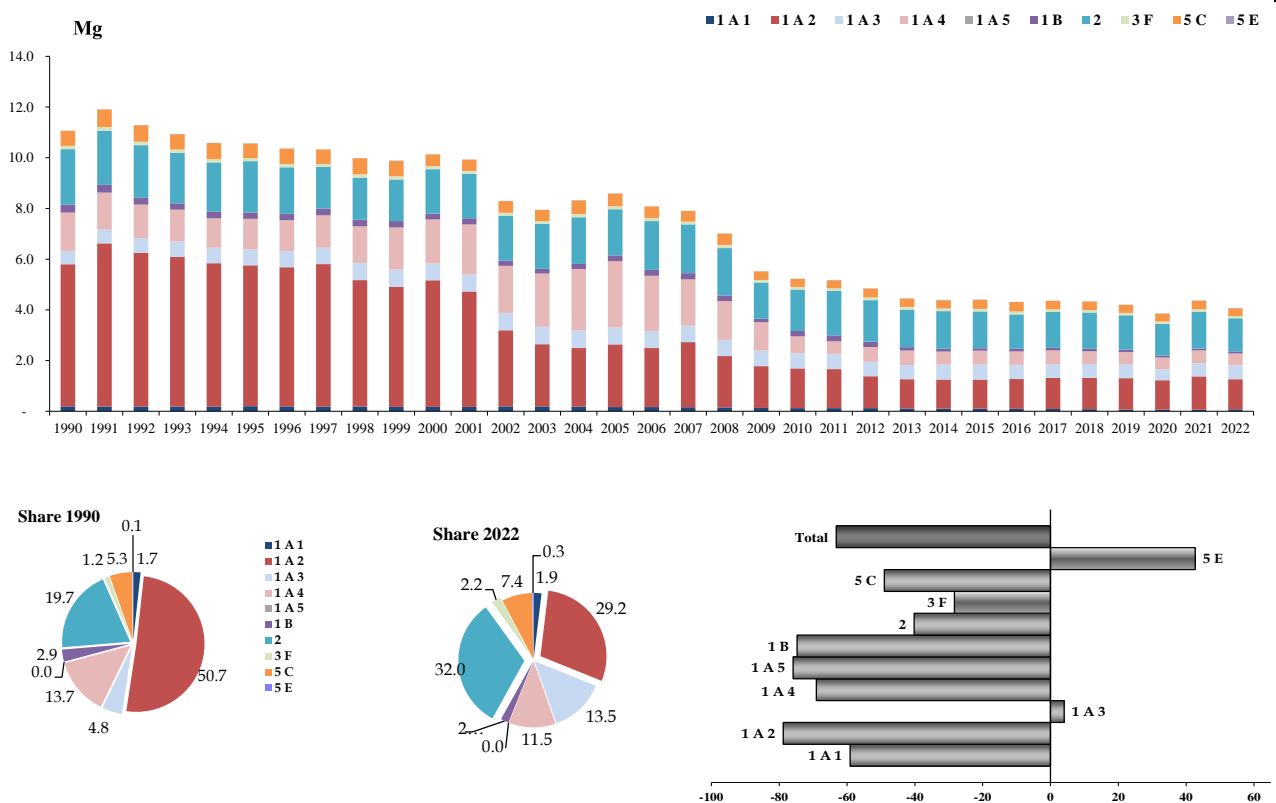 1 A 1 1 A 2 1 A 3 1 A 4 1 A 5 1 B 2 3 F 5 C 5 E
Mg
14.0
12.0
10.0
8.0
6.0
4.0
2.0
-
1990 1991 1992 1993 1994 1995 1996 1997 1998 1999 2000 2001 2002 2003 2004 2005 2006 2007 2008 2009 2010 2011 2012 2013 2014 2015 2016 2017 2018 2019 2020 2021 2022
Share 1990
0.1
1.2 5.3 1.7
19.7
2.9
0.0
13.7
4.8
50.7
1 A 1
1 A 2
1 A 3
1 A 4
1 A 5
1 B
2
3 F
5 C
5 E
Share 2022
0.3
2.2 7.4 1.9
29.2
32.0
2...
0.0
11.5
13.5
Total
5 E
5 C
3 F
2
1 B
1 A 5
1 A 4
1 A 3
1 A 2
1 A 1
-100 -80 -60 -40 -20 0 20 40 60